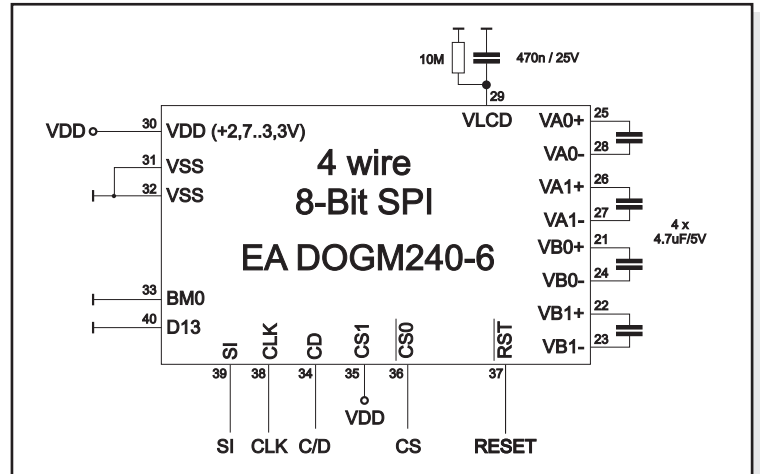 10M
470n / 25V
29
VLCD
VDD
30
VDD (+2,7..3,3V)
31
VSS
32
VSS
4 wire
8-Bit SPI
EA DOGM240-6
VA0+
25
VA0-
28
VA1+
26
VA1-
27
VB0+
21
VB0-
24
VB1+
22
VB1-
23
4 x
4.7uF/5V
33
BM0
40
D13
SI
CLK
CD
CS1
CS0
RST
39
38
34
35
36
37
VDD
SI
CLK
C/D
CS
RESET